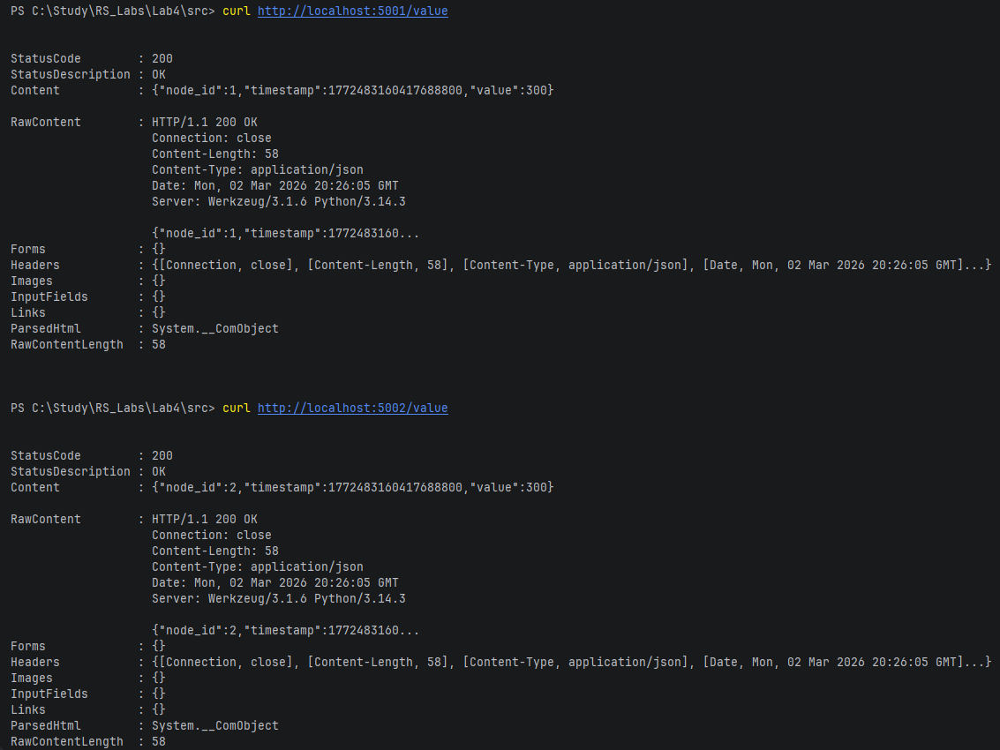 PS C:\Study\RS_Labs\Lab4\src> curl http://localhost:5001/value
StatusCode        : 200
StatusDescription : OK
Content           : {"node_id":1,"timestamp":1772483160417688800,"value":300}
RawContent        : HTTP/1.1 200 OK
                    Connection: close
                    Content-Length: 58
                    Content-Type: application/json
                    Date: Mon, 02 Mar 2026 20:26:05 GMT
                    Server: Werkzeug/3.1.6 Python/3.14.3
                    {"node_id":1,"timestamp":1772483160...
Forms             : {}
Headers           : {[Connection, close], [Content-Length, 58], [Content-Type, application/json], [Date, Mon, 02 Mar 2026 20:26:05 GMT]...}
Images            : {}
InputFields       : {}
Links             : {}
ParsedHtml        : System.__ComObject
RawContentLength  : 58
PS C:\Study\RS_Labs\Lab4\src> curl http://localhost:5002/value
StatusCode        : 200
StatusDescription : OK
Content           : {"node_id":2,"timestamp":1772483160417688800,"value":300}
RawContent        : HTTP/1.1 200 OK
                    Connection: close
                    Content-Length: 58
                    Content-Type: application/json
                    Date: Mon, 02 Mar 2026 20:26:05 GMT
                    Server: Werkzeug/3.1.6 Python/3.14.3
                    {"node_id":2,"timestamp":1772483160...
Forms             : {}
Headers           : {[Connection, close], [Content-Length, 58], [Content-Type, application/json], [Date, Mon, 02 Mar 2026 20:26:05 GMT]...}
Images            : {}
InputFields       : {}
Links             : {}
ParsedHtml        : System.__ComObject
RawContentLength  : 58